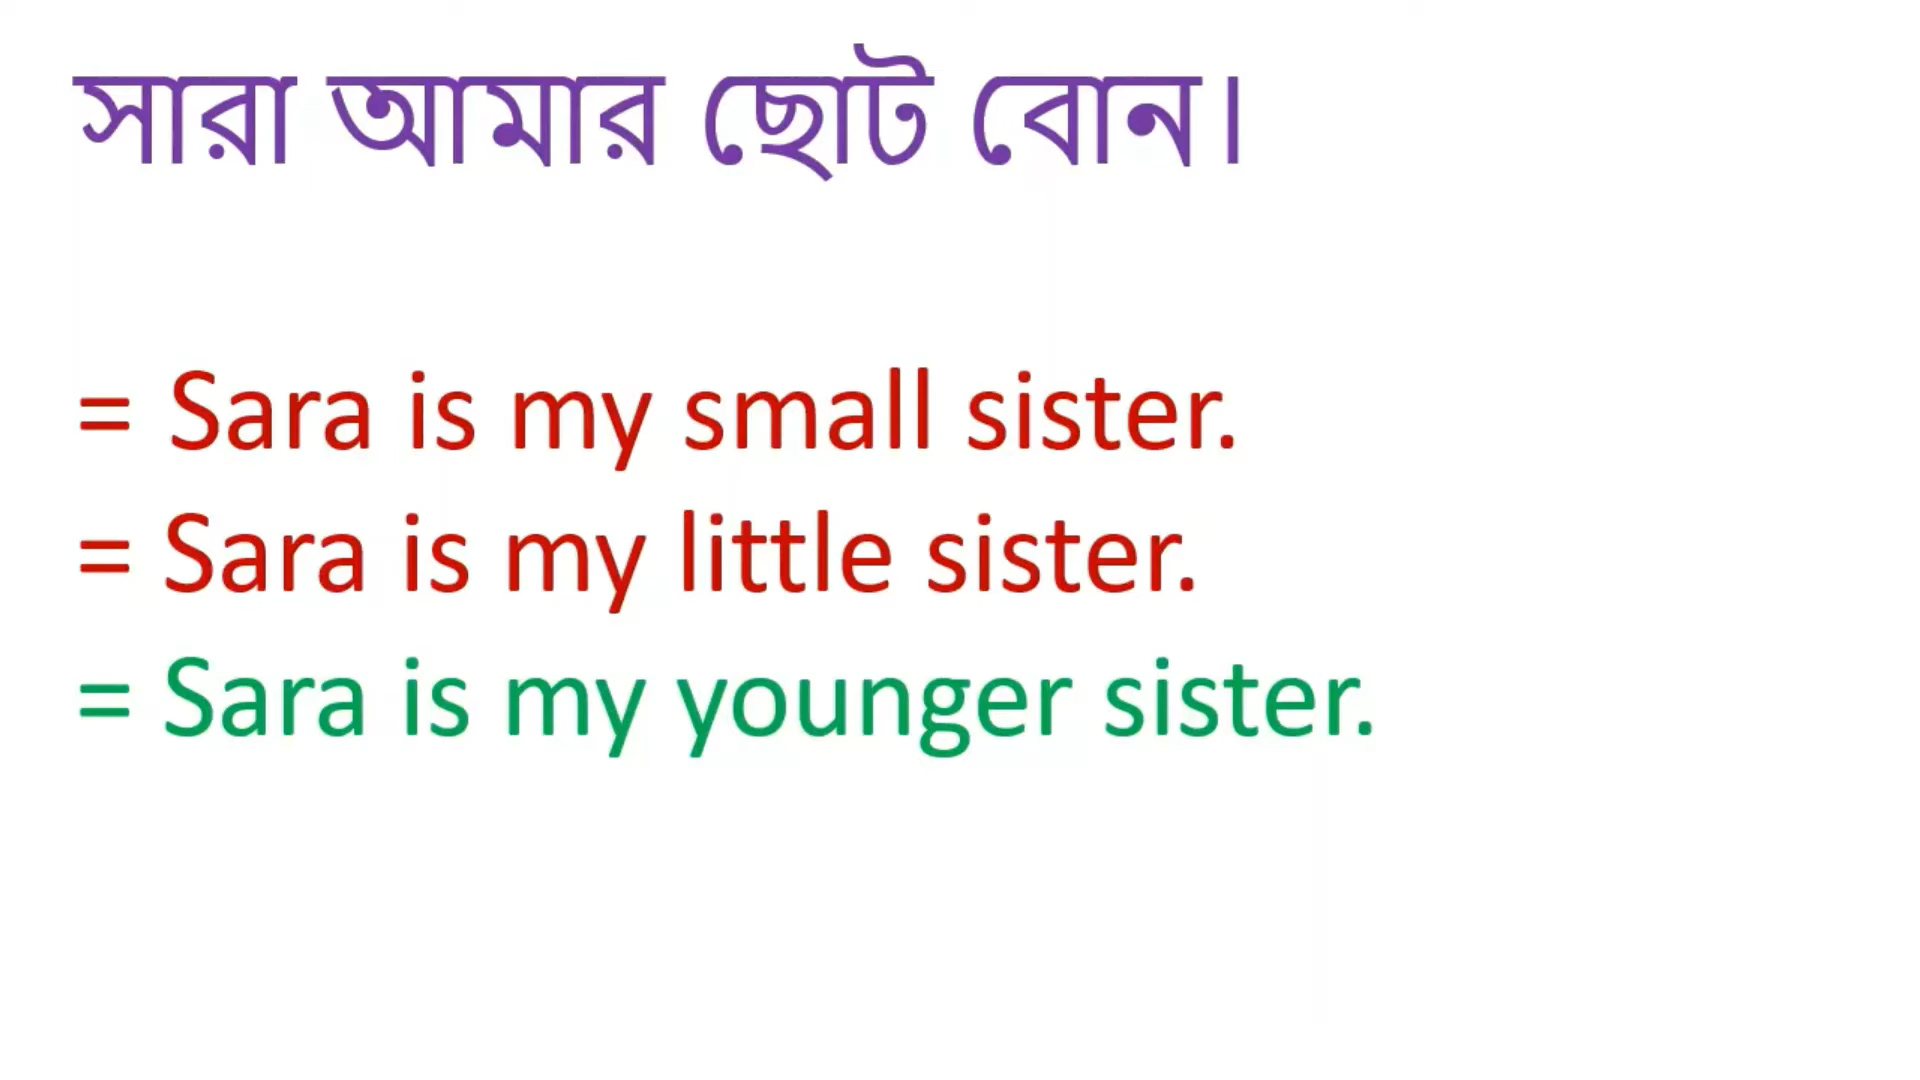 সারা আমার ছোট বোন।
= Sara is my small sister.
= Sara is my little sister.
= Sara is my younger sister.